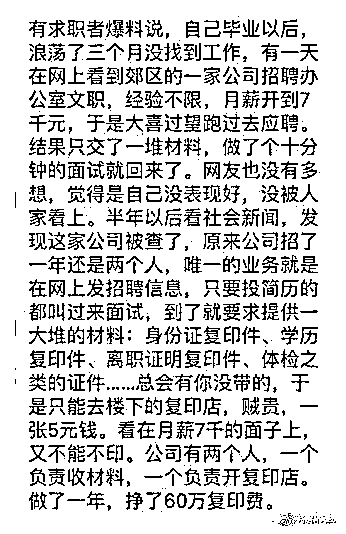 有求职者爆料说，自己毕业以后，
浪荡了三个月没找到工作，有一天
在网上看到郊区的一家公司招聘办
公室文职，经验不限，月薪开到7
千元，于是大喜过望跑过去应聘。
结果只交了一堆材料，做了个十分
钟的面试就回来了。网友也没有多
想，觉得是自己没表现好，没被人
家看上。半年以后看社会新闻，发
现这家公司被查了，原来公司招了
一年还是两个人，唯一的业务就是
在网上发招聘信息，只要投简历的
都叫过来面试，到了就要求提供一
大堆的材料：身份证复印件、学历
复印件、离职证明复印件、体检之
类的证件......总会有你没带的，于
是只能去楼下的复印店，贼贵，一
张5元钱。看在月薪7千的面子上，
又不能不印。公司有两个人，一个
负责收材料，一个负责开复印店。
做了一年，挣了60万复印费。